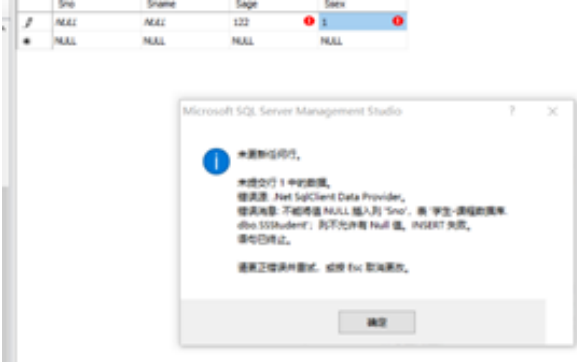 Sno Sname Sage Ssex
NULL NULL 122 1
NULL NULL NULL NULL
Microsoft SQL Server Management Studio ? ×
未更新任何行。
未提交行 1 中的数据。
错误源: .Net SqlClient Data Provider。
错误消息: 不能将值 NULL 插入列 'Sno'，表 '学生-课程数据库.
dbo.SSStudent'；列不允许有 Null 值。INSERT 失败。
语句已终止。
请更正错误并重试，或按 Esc 取消更改。
确定